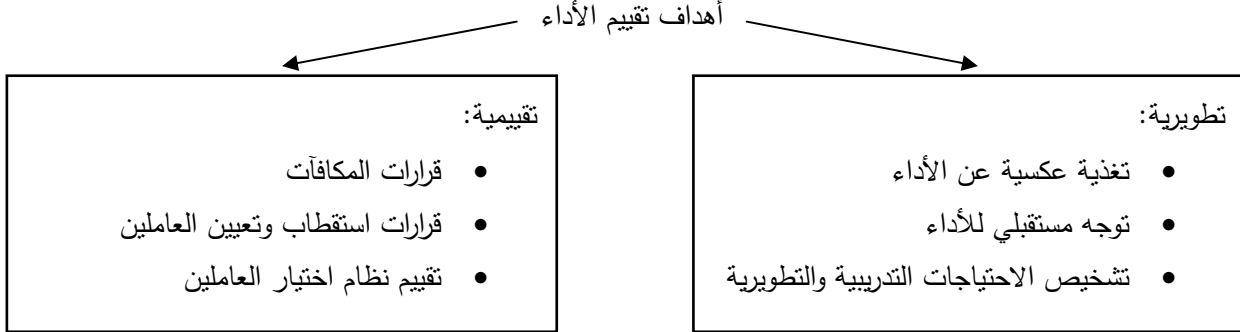 أهداف تقييم الأداء
تطويرية:
• تغذية عكسية عن الأداء
• توجه مستقبلي للأداء
• تشخيص الاحتياجات التدريبية والتطويرية
تقييمية:
• قرارات المكافآت
• قرارات استقطاب وتعيين العاملين
• تقييم نظام اختيار العاملين